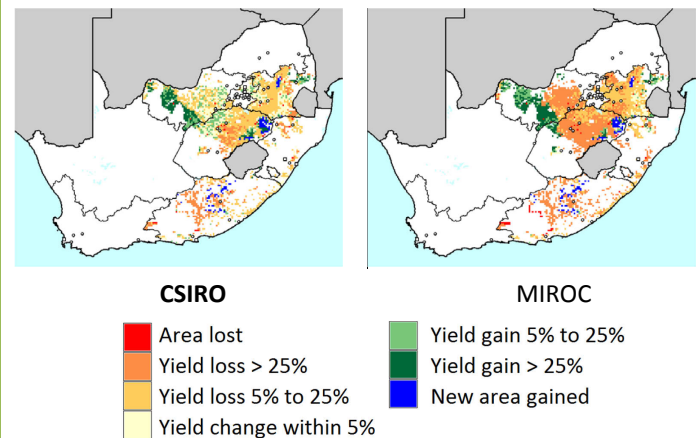 CSIRO
MIROC
Area lost
Yield loss > 25%
Yield loss 5% to 25%
Yield change within 5%
Yield gain 5% to 25%
Yield gain > 25%
New area gained